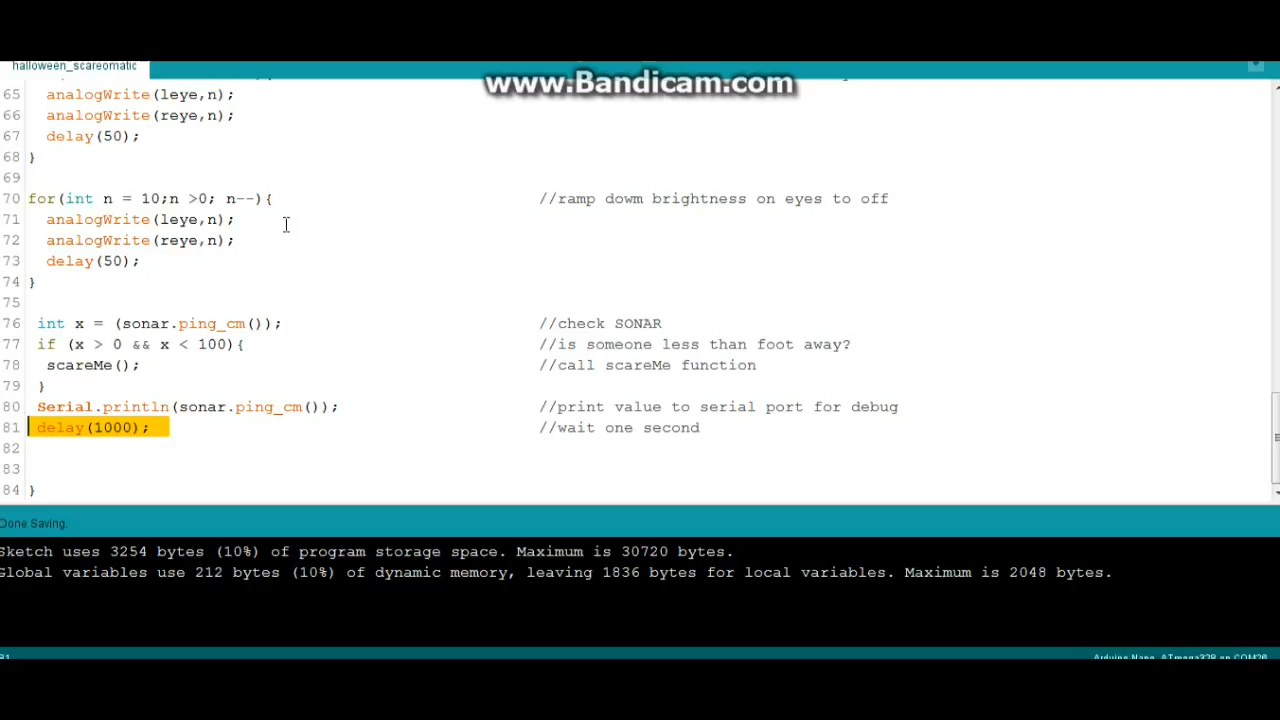 halloween_scareomatic
www.Bandicam.com
65 analogWrite(leye,n);
66 analogWrite(reye,n);
67 delay(50);
68 }
69
70 for(int n = 10;n >0; n--){ //ramp dowm brightness on eyes to off
71 analogWrite(leye,n);
72 analogWrite(reye,n);
73 delay(50);
74 }
75
76 int x = (sonar.ping_cm()); //check SONAR
77 if (x > 0 && x < 100){ //is someone less than foot away?
78 scareMe(); //call scareMe function
79 }
80 Serial.println(sonar.ping_cm()); //print value to serial port for debug
81 delay(1000); //wait one second
82
83
84 }
Done Saving.
Sketch uses 3254 bytes (10%) of program storage space. Maximum is 30720 bytes.
Global variables use 212 bytes (10%) of dynamic memory, leaving 1836 bytes for local variables. Maximum is 2048 bytes.
81 Arduino Nano, ATmega328 on COM26